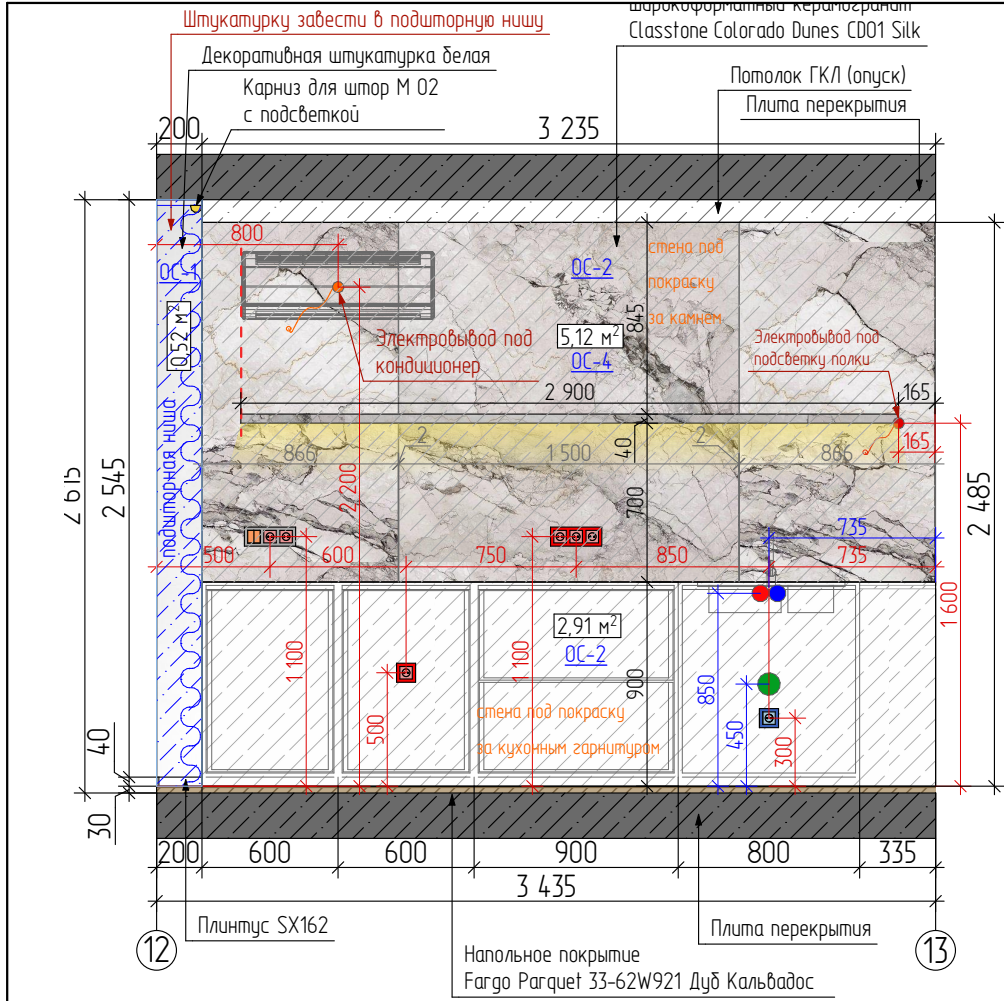 Штукатурку завести в подшторную нишу
широкоформатный керамогранит
Classtone Colorado Dunes CD01 Silk
Декоративная штукатурка белая
Карниз для штор М 02
с подсветкой
Потолок ГКЛ (опуск)
Плита перекрытия
200
3 235
800
ОС-1
0,52 м²
подшторная ниша
2 615
2 545
2 485
ОС-2
стена под
покраску
за камнем
845
5,12 м²
ОС-4
Электровывод под
кондиционер
Электровывод под
подсветку полки
2 900
165
165
40
866
2
1 500
2
866
2 200
700
735
500
600
750
850
735
1 600
2,91 м²
ОС-2
1 100
1 100
900
850
500
450
300
стена под покраску
за кухонным гарнитуром
40
30
200
600
600
900
800
335
3 435
12
13
Плинтус SX162
Плита перекрытия
Напольное покрытие
Fargo Parquet 33-62W921 Дуб Кальвадос